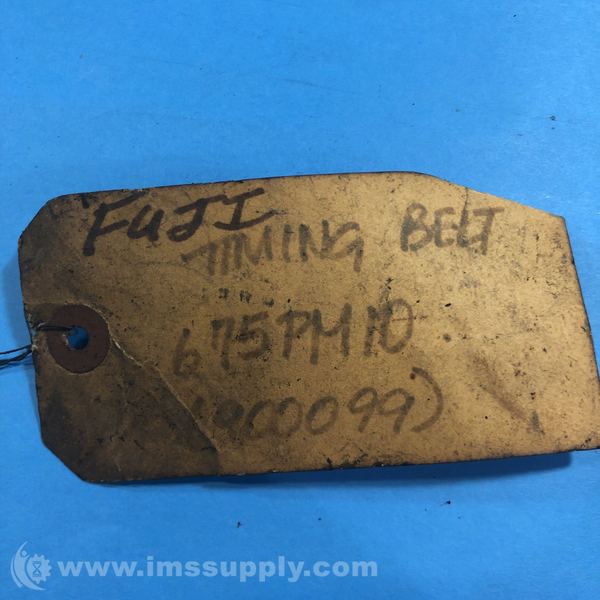 FUJI
TIMING BELT
675PM10
(900099)
www.imssupply.com